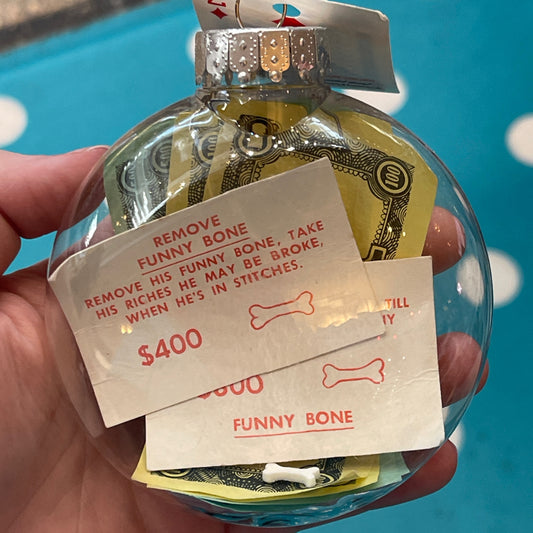 REMOVE
FUNNY BONE
REMOVE HIS FUNNY BONE, TAKE
HIS RICHES HE MAY BE BROKE,
WHEN HE'S IN STITCHES.
$400
FUNNY BONE
100